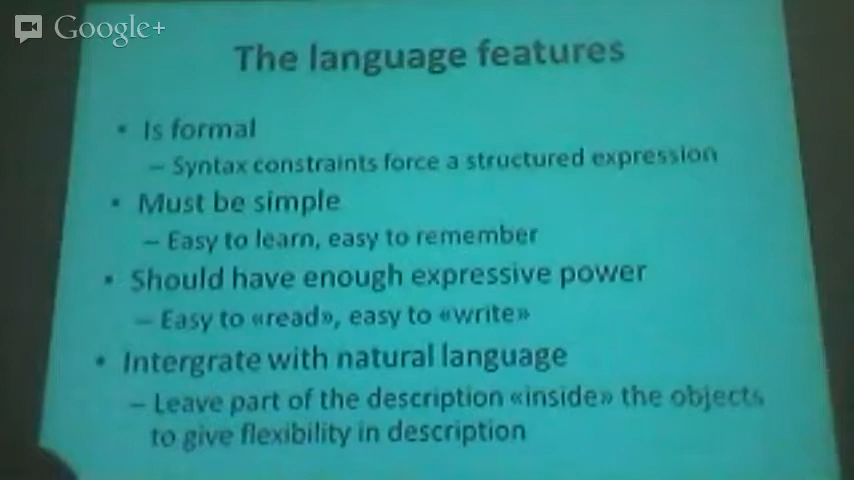 Google+
The language features
• Is formal
– Syntax constraints force a structured expression
• Must be simple
– Easy to learn, easy to remember
• Should have enough expressive power
– Easy to «read», easy to «write»
• Intergrate with natural language
– Leave part of the description «inside» the objects
to give flexibility in description